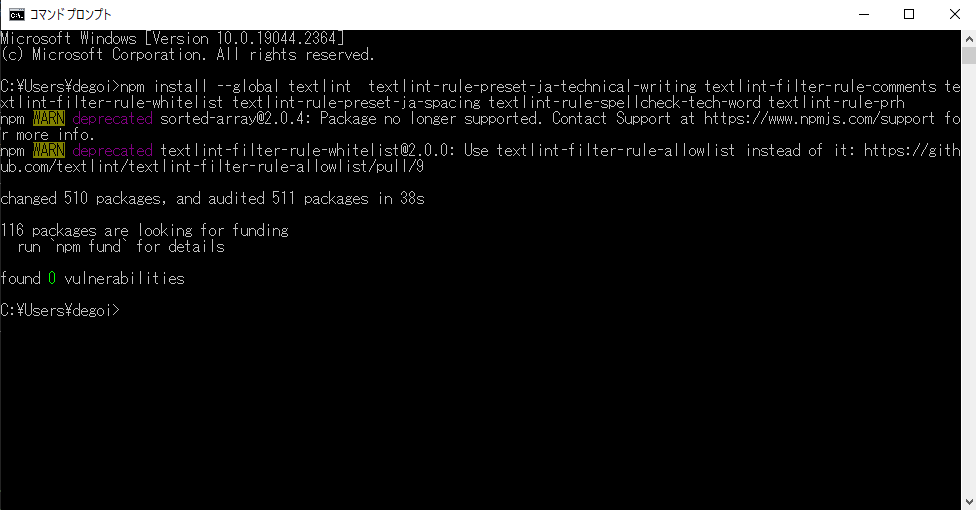 コマンドプロンプト
Microsoft Windows [Version 10.0.19044.2364]
(c) Microsoft Corporation. All rights reserved.
C:¥Users¥degoi>npm install --global textlint  textlint-rule-preset-ja-technical-writing textlint-filter-rule-comments te
xtlint-filter-rule-whitelist textlint-rule-preset-ja-spacing textlint-rule-spellcheck-tech-word textlint-rule-prh
npm WARN deprecated sorted-array@2.0.4: Package no longer supported. Contact Support at https://www.npmjs.com/support fo
r more info.
npm WARN deprecated textlint-filter-rule-whitelist@2.0.0: Use textlint-filter-rule-allowlist instead of it: https://gith
ub.com/textlint/textlint-filter-rule-allowlist/pull/9
changed 510 packages, and audited 511 packages in 38s
116 packages are looking for funding
  run `npm fund` for details
found 0 vulnerabilities
C:¥Users¥degoi>